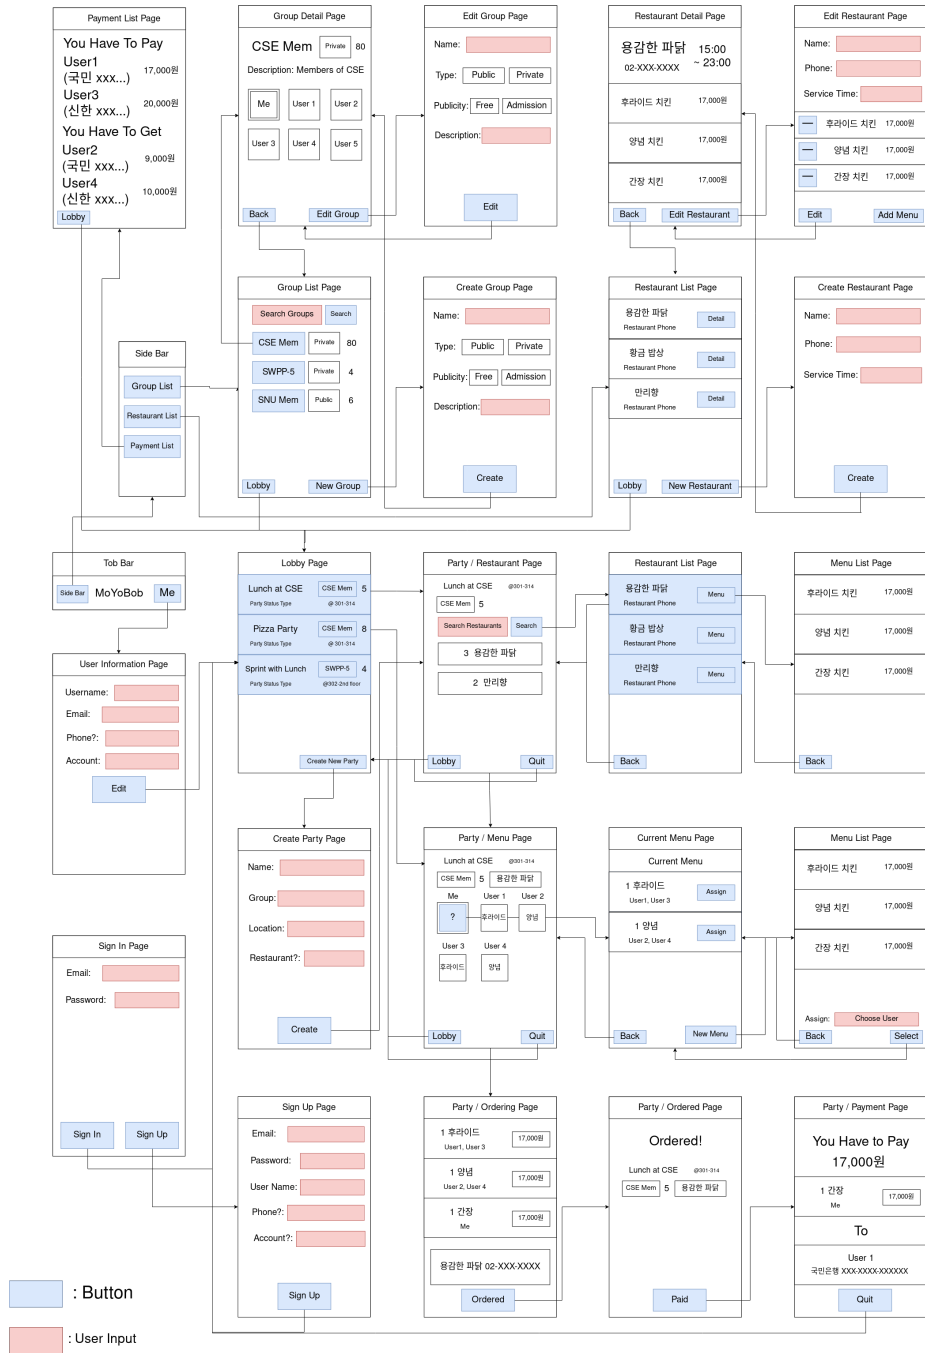 Payment List Page
You Have To Pay
User1
(국민 xxx...)
17,000원
User3
(신한 xxx...)
20,000원
You Have To Get
User2
(국민 xxx...)
9,000원
User4
(신한 xxx...)
10,000원
Lobby
Group Detail Page
CSE Mem Private 80
Description: Members of CSE
Me User 1 User 2
User 3 User 4 User 5
Back Edit Group
Edit Group Page
Name:
Type: Public Private
Publicity: Free Admission
Description:
Edit
Restaurant Detail Page
용감한 파닭 15:00
02-XXX-XXXX ~ 23:00
후라이드 치킨 17,000원
양념 치킨 17,000원
간장 치킨 17,000원
Back Edit Restaurant
Edit Restaurant Page
Name:
Phone:
Service Time:
— 후라이드 치킨 17,000원
— 양념 치킨 17,000원
— 간장 치킨 17,000원
Edit Add Menu
Side Bar
Group List
Restaurant List
Payment List
Group List Page
Search Groups Search
CSE Mem Private 80
SWPP-5 Private 4
SNU Mem Public 6
Lobby New Group
Create Group Page
Name:
Type: Public Private
Publicity: Free Admission
Description:
Create
Restaurant List Page
용감한 파닭
Restaurant Phone
Detail
황금 밥상
Restaurant Phone
Detail
만리향
Restaurant Phone
Detail
Lobby New Restaurant
Create Restaurant Page
Name:
Phone:
Service Time:
Create
Tob Bar
Side Bar MoYoBob Me
User Information Page
Username:
Email:
Phone?:
Account:
Edit
Lobby Page
Lunch at CSE CSE Mem 5
Party Status Type @ 301-314
Pizza Party CSE Mem 8
Party Status Type @ 301-314
Sprint with Lunch SWPP-5 4
Party Status Type @302-2nd floor
Create New Party
Party / Restaurant Page
Lunch at CSE @301-314
CSE Mem 5
Search Restaurants Search
3 용감한 파닭
2 만리향
Lobby Quit
Restaurant List Page
용감한 파닭
Restaurant Phone
Menu
황금 밥상
Restaurant Phone
Menu
만리향
Restaurant Phone
Menu
Back
Menu List Page
후라이드 치킨 17,000원
양념 치킨 17,000원
간장 치킨 17,000원
Back
Create Party Page
Name:
Group:
Location:
Restaurant?:
Create
Party / Menu Page
Lunch at CSE @301-314
CSE Mem 5 용감한 파닭
Me User 1 User 2
? 후라이드 양념
User 3 User 4
후라이드 양념
Lobby Quit
Current Menu Page
Current Menu
1 후라이드
User1, User 3
Assign
1 양념
User 2, User 4
Assign
Back New Menu
Menu List Page
후라이드 치킨 17,000원
양념 치킨 17,000원
간장 치킨 17,000원
Assign: Choose User
Back Select
Sign In Page
Email:
Password:
Sign In Sign Up
Sign Up Page
Email:
Password:
User Name:
Phone?:
Account?:
Sign Up
Party / Ordering Page
1 후라이드
User1, User 3
17,000원
1 양념
User 2, User 4
17,000원
1 간장
Me
17,000원
용감한 파닭 02-XXX-XXXX
Ordered
Party / Ordered Page
Ordered!
Lunch at CSE @301-314
CSE Mem 5 용감한 파닭
Paid
Party / Payment Page
You Have to Pay
17,000원
1 간장
Me
17,000원
To
User 1
국민은행 XXX-XXXX-XXXXXX
Quit
: Button
: User Input